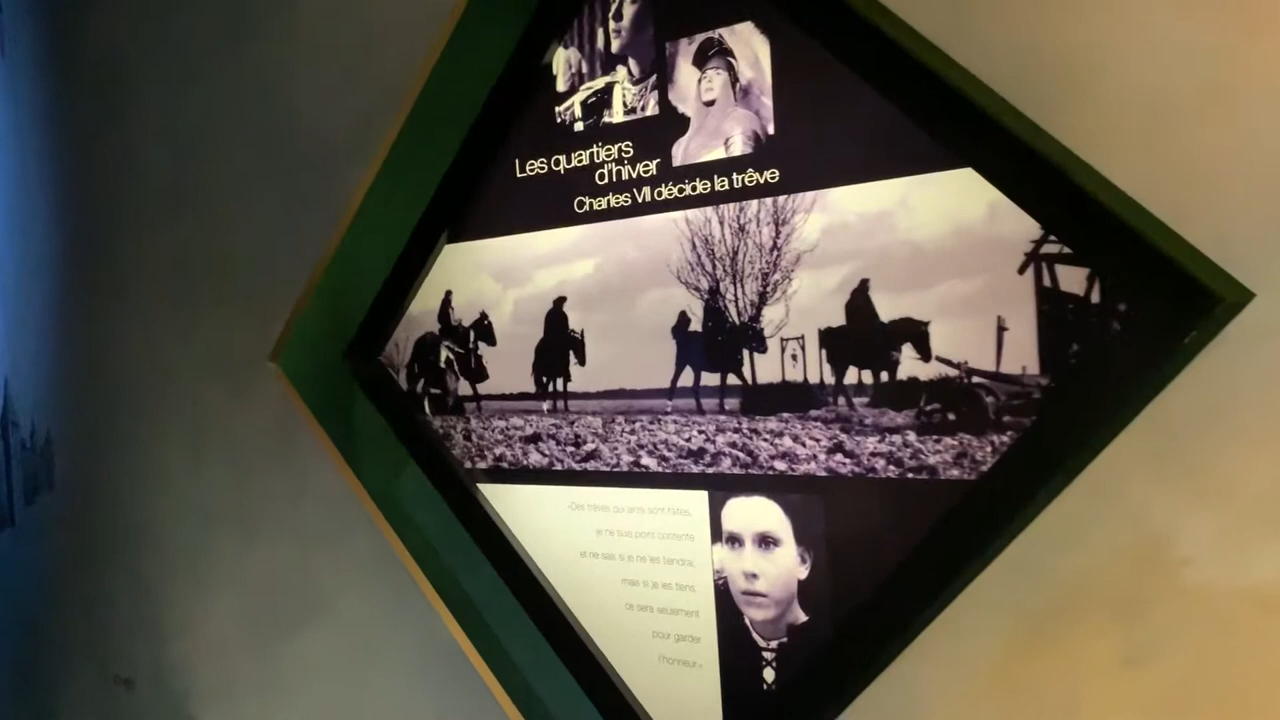 Les quartiers
d'hiver
Charles VII décide la trêve
«Des trêves qui ainsi sont faites,
je ne suis point contente
et ne sais si je ne les tiendrai,
mais si je les tiens,
ce sera seulement
pour garder
l'honneur.»